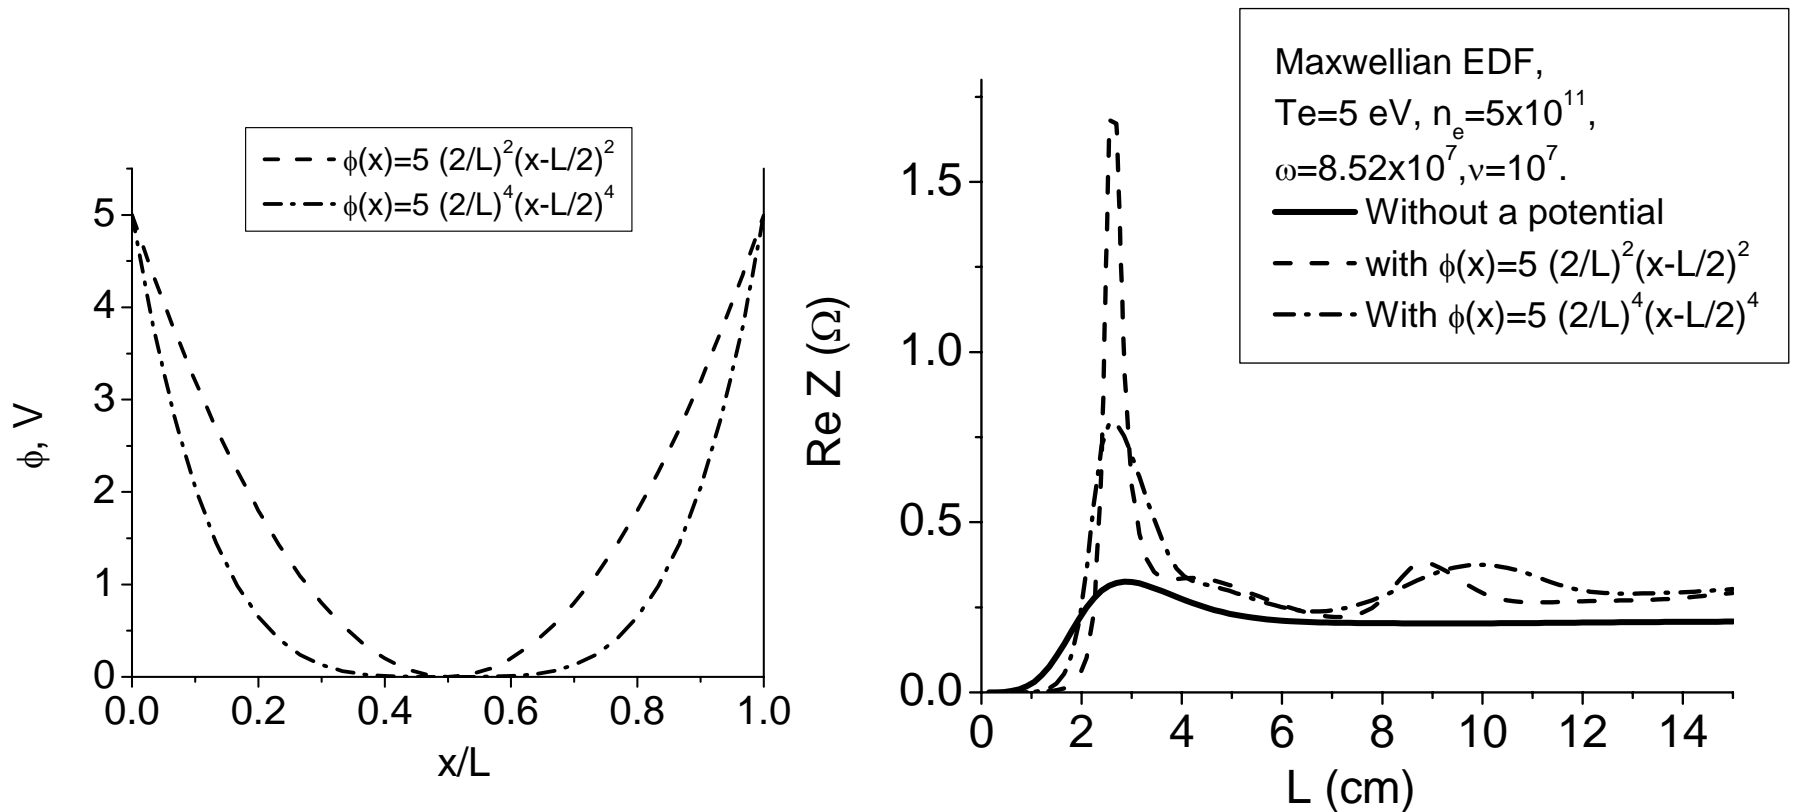 ϕ(x)=5 (2/L)²(x-L/2)²
ϕ(x)=5 (2/L)⁴(x-L/2)⁴
5
4
3
2
1
0
ϕ, V
0.0 0.2 0.4 0.6 0.8 1.0
x/L
Maxwellian EDF,
Te=5 eV, nₑ=5x10¹¹,
ω=8.52x10⁷,ν=10⁷.
Without a potential
with ϕ(x)=5 (2/L)²(x-L/2)²
With ϕ(x)=5 (2/L)⁴(x-L/2)⁴
1.5
1.0
0.5
0.0
Re Z (Ω)
0 2 4 6 8 10 12 14
L (cm)